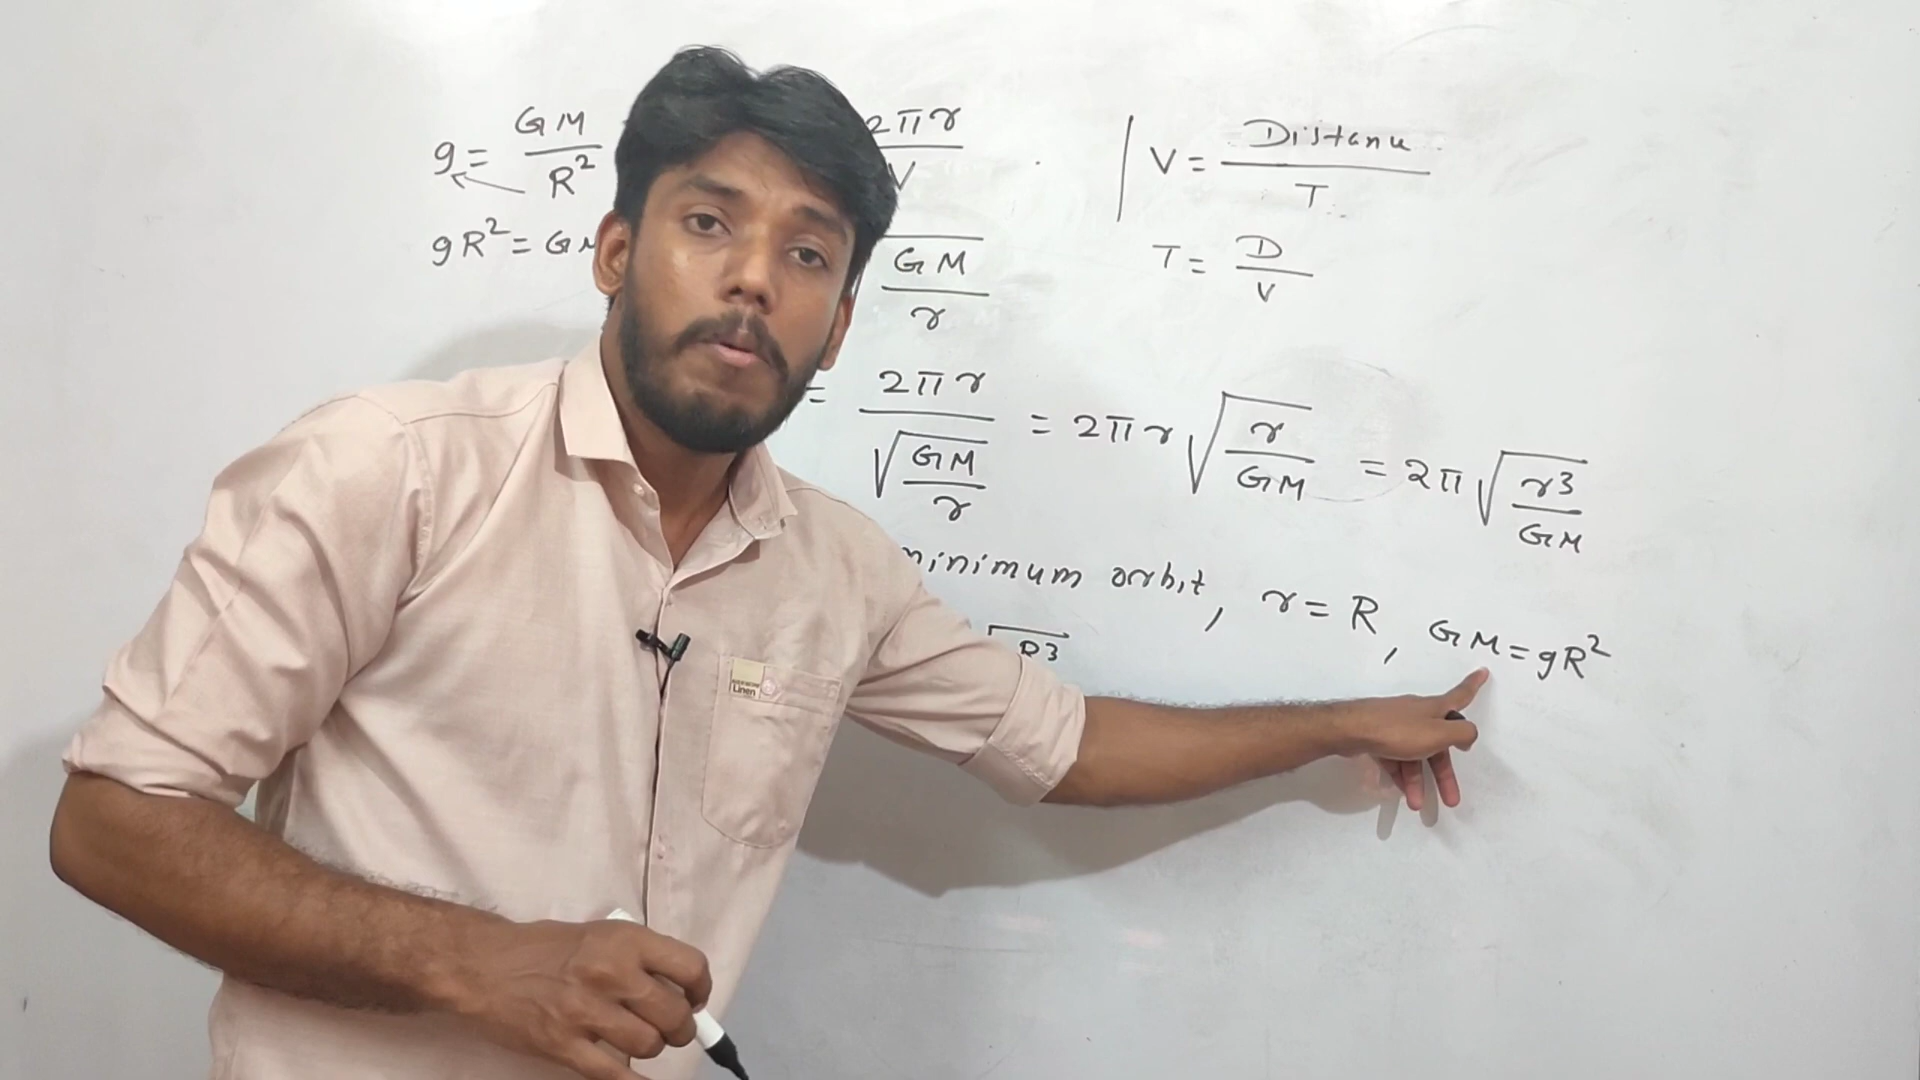 g = GM / R²
gR² = GM
2πr / V
GM / r
= 2πr / √(GM / r) = 2πr √(r / GM) = 2π √(r3 / GM)
minimum orbit, r = R, GM = gR²
R3
V = Distanu / T
T = D / V
Linen